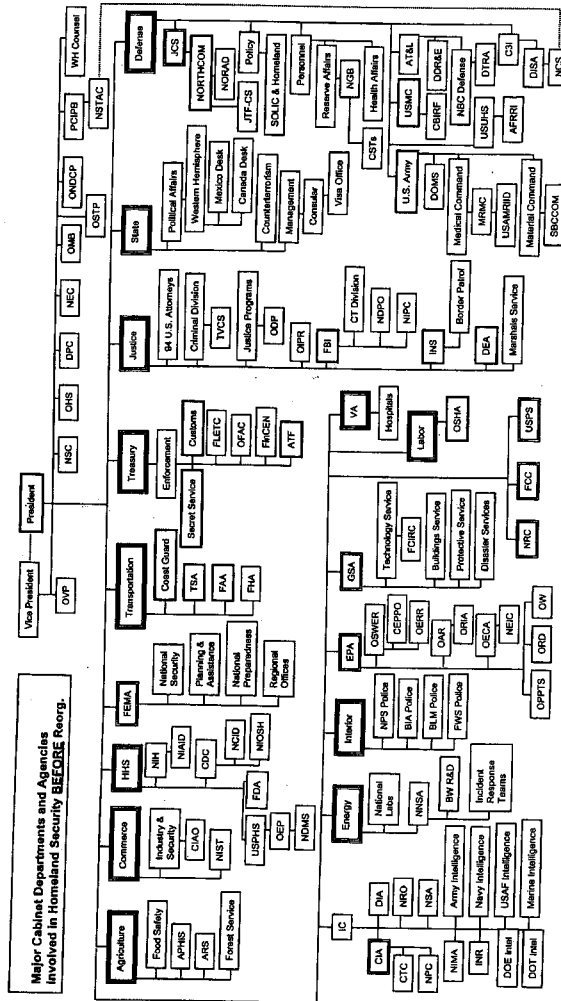 Major Cabinet Departments and Agencies
Involved in Homeland Security BEFORE Reorg.
Vice President
President
OVP
NSC
OHS
DPC
NEC
OMB
ONDCP
PCIPB
WH Counsel
OSTP
NSTAC
Agriculture
Food Safety
APHIS
ARS
Forest Service
Commerce
Industry &
Security
CIAO
NIST
HHS
NIH
NIAID
CDC
NCID
NIOSH
FDA
USPHS
OEP
NDMS
FEMA
National
Security
Planning &
Assistance
National
Preparedness
Regional
Offices
Transportation
Coast Guard
TSA
FAA
FHA
Treasury
Enforcement
Secret Service
Customs
FLETC
OFAC
FinCEN
ATF
Justice
94 U.S. Attorneys
Criminal Division
TVCS
Justice Programs
ODP
OIPR
FBI
CT Division
NDPO
NIPC
INS
Border Patrol
DEA
Marshals Service
State
Political Affairs
Western Hemisphere
Mexico Desk
Canada Desk
Counterterrorism
Management
Consular
Visa Office
Defense
JCS
NORTHCOM
NORAD
JTF-CS
Policy
SOLIC & Homeland
Personnel
Reserve Affairs
NGB
CSTs
Health Affairs
U.S. Army
DOMS
Medical Command
MRMC
USAMRIID
Material Command
SBCCOM
USMC
CBIRF
AT&L
DDR&E
NBC Defense
USUHS
AFRRI
DTRA
C3I
DISA
NCS
IC
CIA
CTC
NPC
DIA
NRO
NSA
NIMA
INR
DOE Intel
DOT Intel
Army Intelligence
Navy Intelligence
USAF Intelligence
Marine Intelligence
Energy
National
Labs
NNSA
BW R&D
Incident
Response
Teams
Interior
NPS Police
BIA Police
BLM Police
FWS Police
EPA
OSWER
CEPPO
OERR
OAR
ORIA
OECA
NEIC
OPPTS
ORD
OW
GSA
Technology Service
FCIRC
Buildings Service
Protective Service
Disaster Services
VA
Hospitals
Labor
OSHA
NRC
FCC
USPS